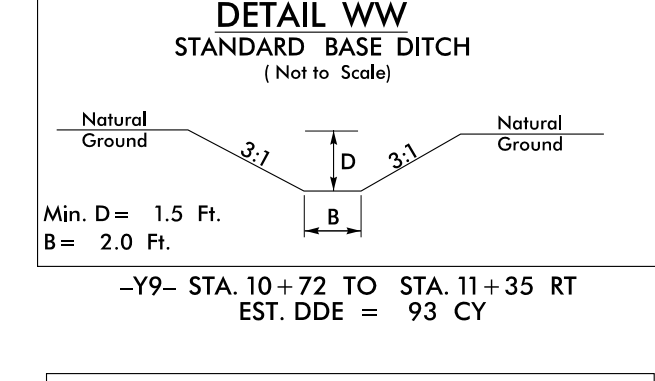 DETAIL WW
STANDARD BASE DITCH
( Not to Scale)
Natural
Ground
3:1
D
3:1
Natural
Ground
Min. D= 1.5 Ft.
B= 2.0 Ft.
B
-Y9- STA. 10+72 TO STA. 11+35 RT
EST. DDE = 93 CY